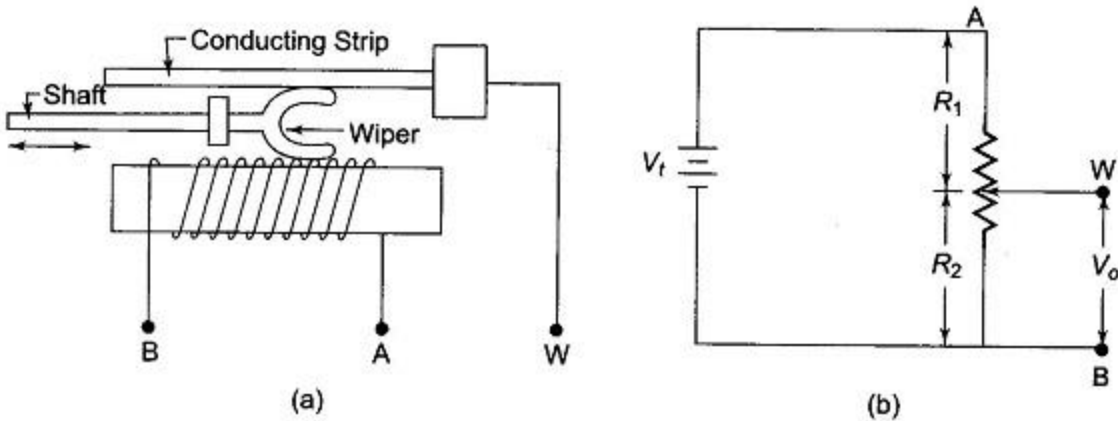 Conducting Strip
Shaft
Wiper
B
A
W
(a)
A
R₁
Vₜ
W
R₂
Vₒ
B
(b)